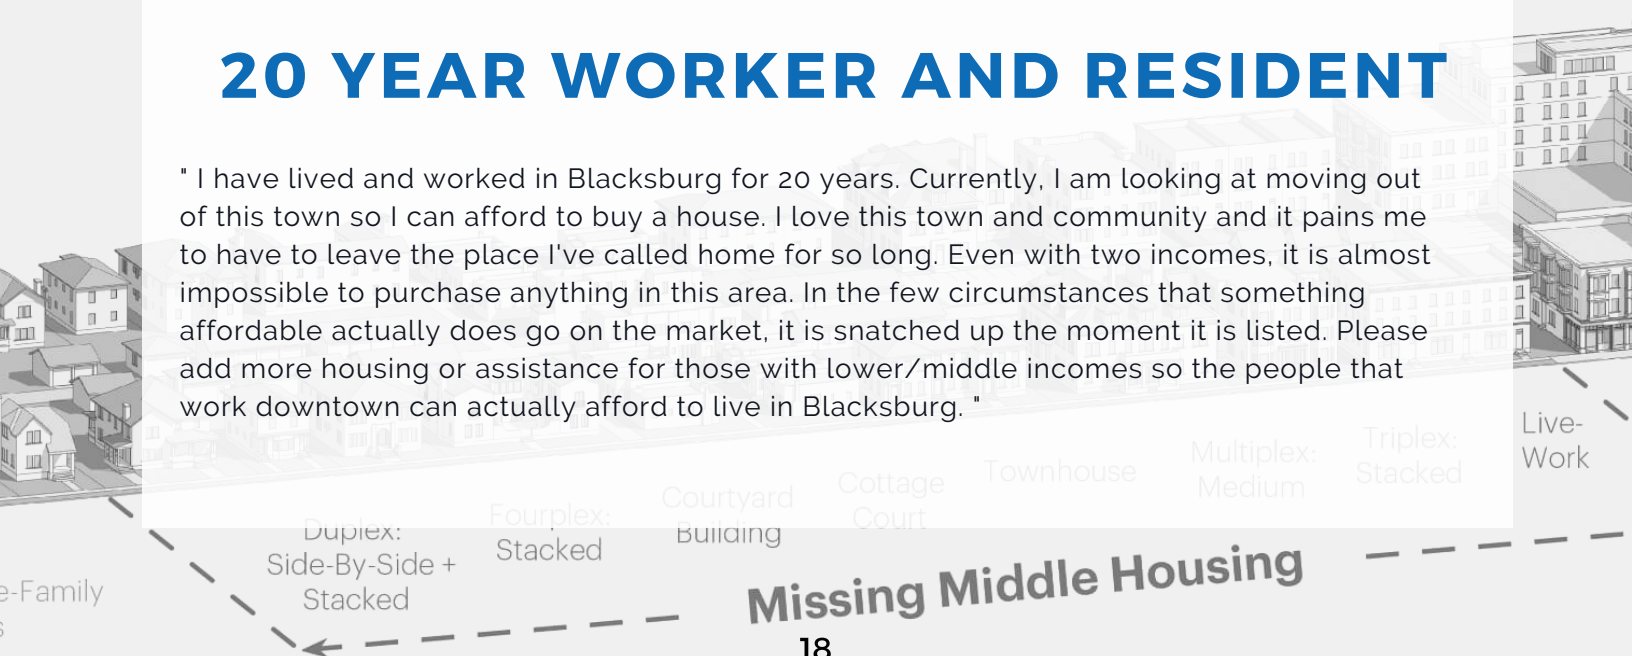 20 YEAR WORKER AND RESIDENT
" I have lived and worked in Blacksburg for 20 years. Currently, I am looking at moving out
of this town so I can afford to buy a house. I love this town and community and it pains me
to have to leave the place I've called home for so long. Even with two incomes, it is almost
impossible to purchase anything in this area. In the few circumstances that something
affordable actually does go on the market, it is snatched up the moment it is listed. Please
add more housing or assistance for those with lower/middle incomes so the people that
work downtown can actually afford to live in Blacksburg. "
Live-
Work
Triplex:
Stacked
Multiplex:
Medium
Townhouse
Cottage
Court
Courtyard
Building
Fourplex:
Stacked
Duplex:
Side-By-Side +
Stacked
e-Family
s
Missing Middle Housing
18